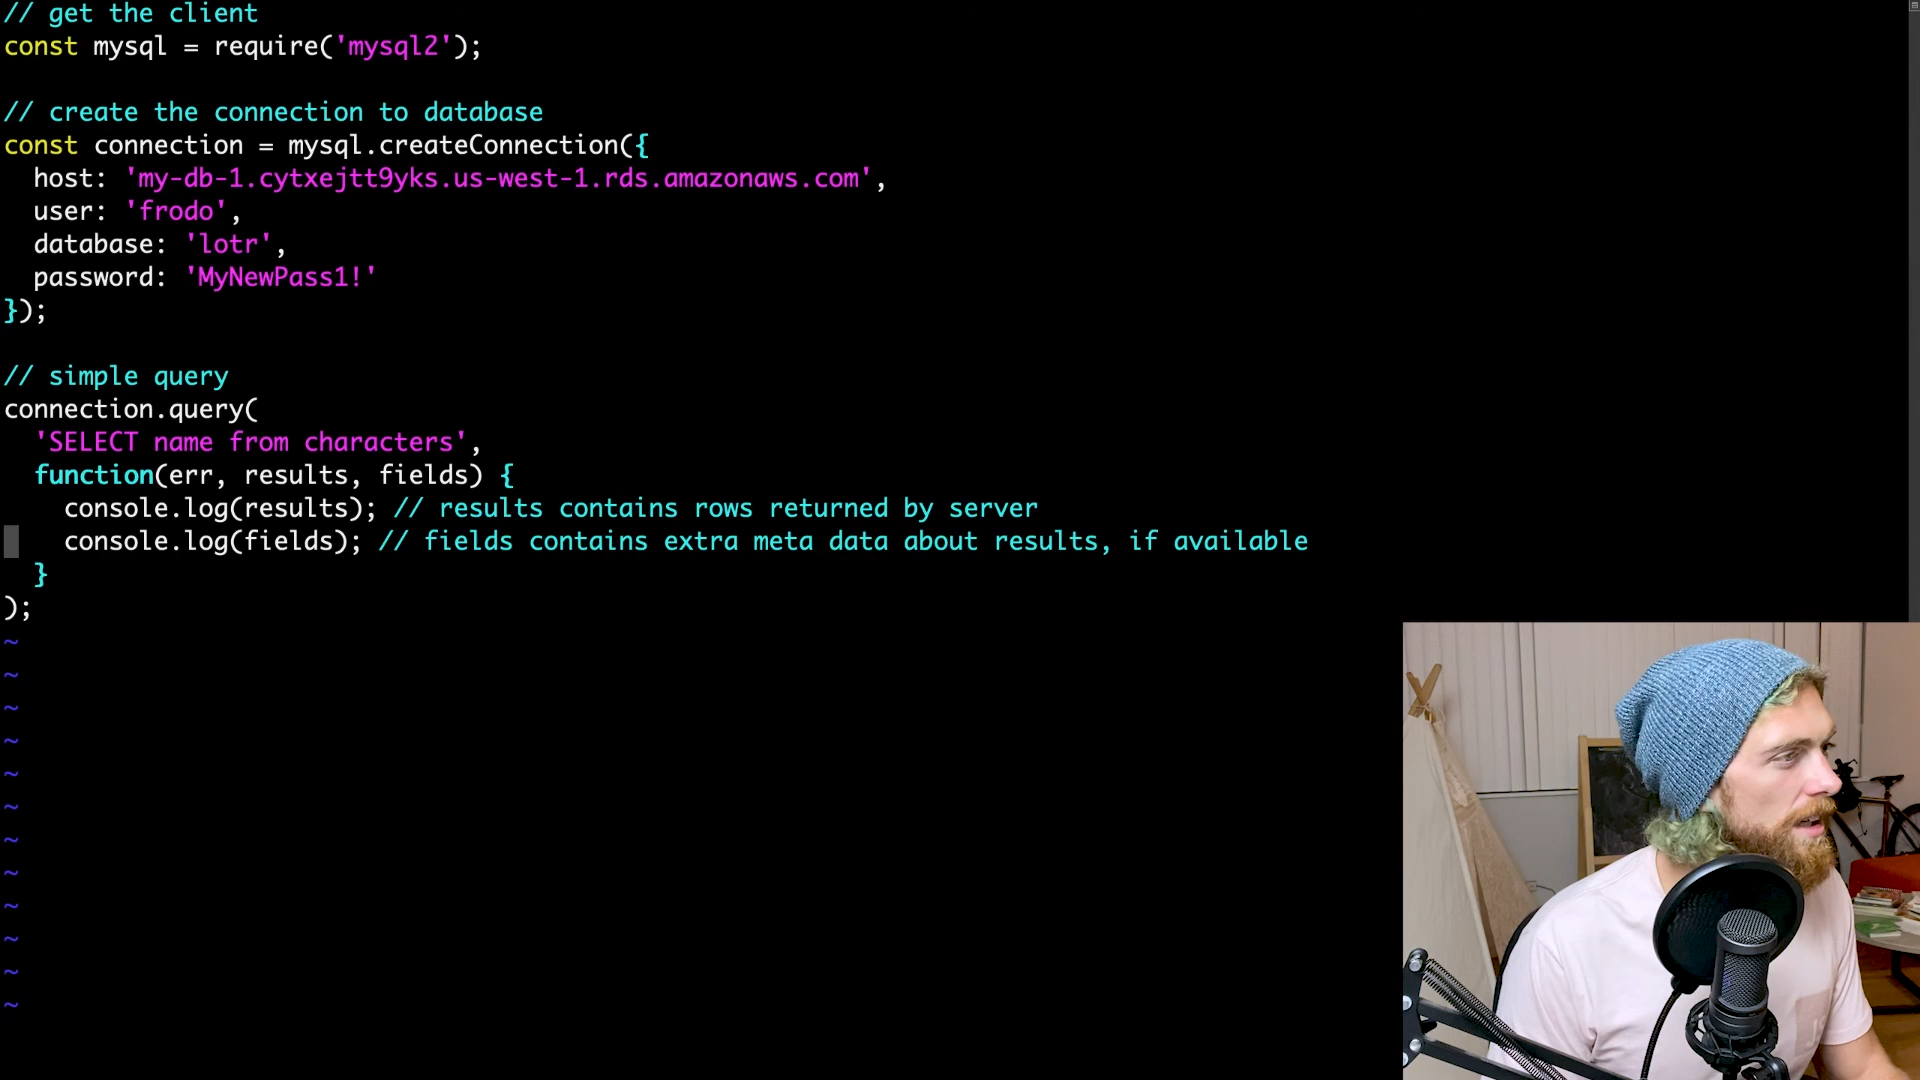 // get the client
const mysql = require('mysql2');
// create the connection to database
const connection = mysql.createConnection({
  host: 'my-db-1.cytxejtt9yks.us-west-1.rds.amazonaws.com',
  user: 'frodo',
  database: 'lotr',
  password: 'MyNewPass1!'
});
// simple query
connection.query(
  'SELECT name from characters',
  function(err, results, fields) {
    console.log(results); // results contains rows returned by server
    console.log(fields); // fields contains extra meta data about results, if available
  }
);
~
~
~
~
~
~
~
~
~
~
~
~